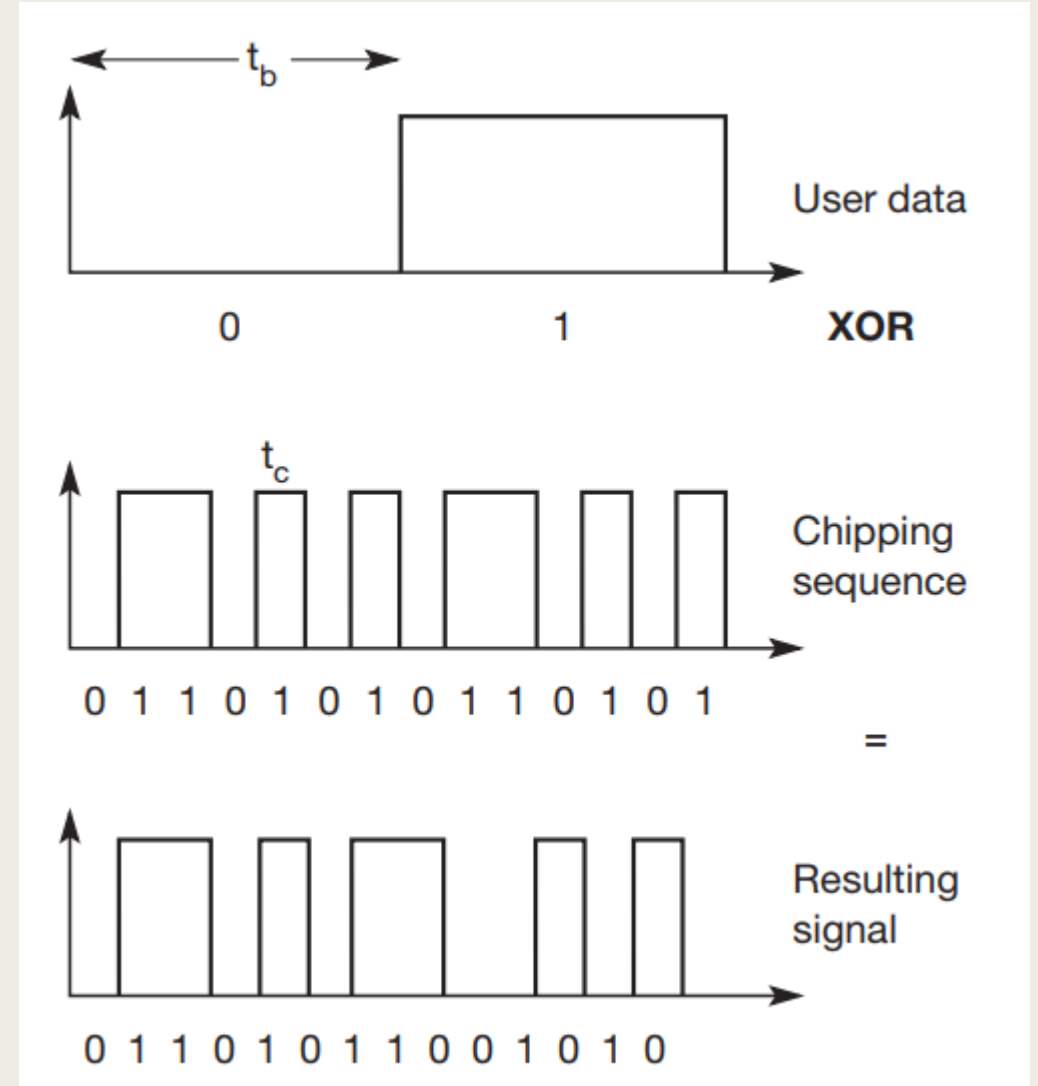 t_b
User data
0 1 XOR
t_c
Chipping
sequence
0 1 1 0 1 0 1 0 1 1 0 1 0 1
=
Resulting
signal
0 1 1 0 1 0 1 1 0 0 1 0 1 0